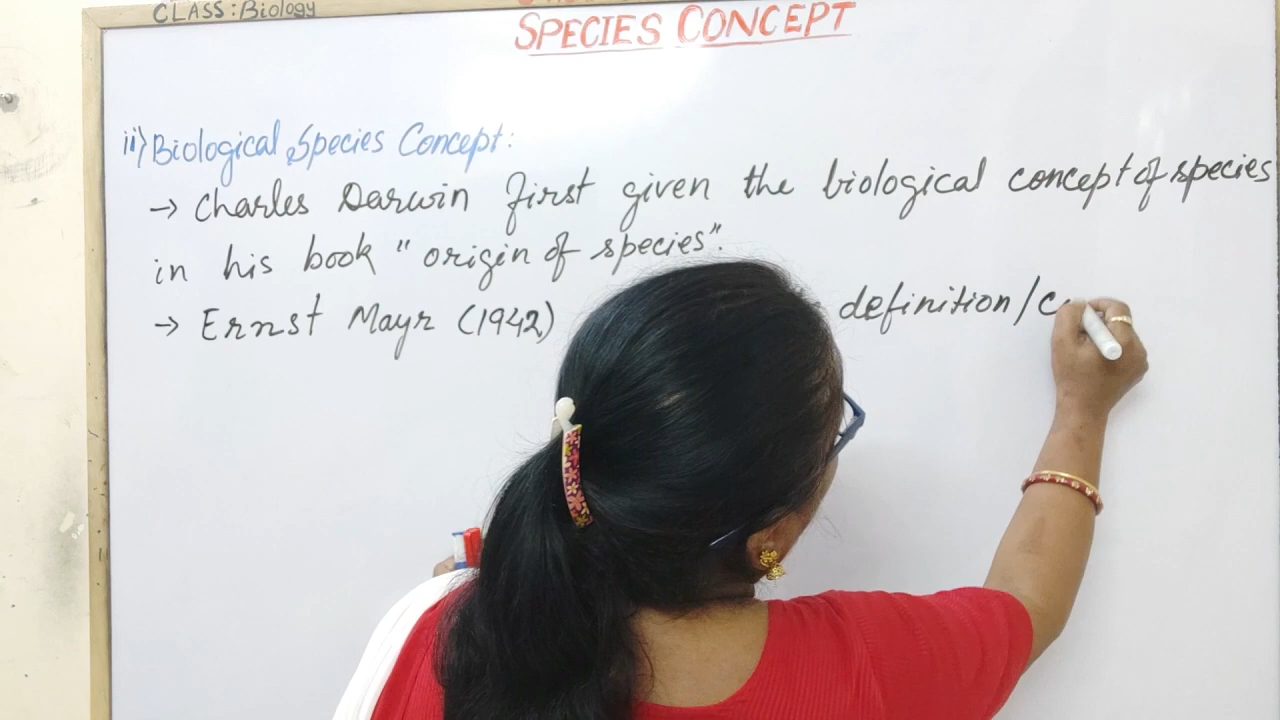 CLASS: Biology
SPECIES CONCEPT
ii) Biological Species Concept:
→ Charles Darwin first given the biological concept of species
in his book "origin of species".
→ Ernst Mayr (1942) definition/c